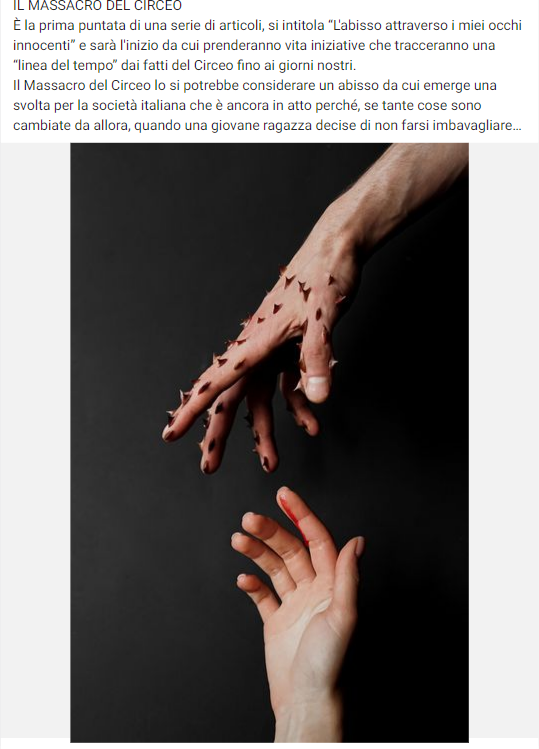 IL MASSACRO DEL CIRCEO
È la prima puntata di una serie di articoli, si intitola “L'abisso attraverso i miei occhi
innocenti” e sarà l'inizio da cui prenderanno vita iniziative che tracceranno una
“linea del tempo” dai fatti del Circeo fino ai giorni nostri.
Il Massacro del Circeo lo si potrebbe considerare un abisso da cui emerge una
svolta per la società italiana che è ancora in atto perché, se tante cose sono
cambiate da allora, quando una giovane ragazza decise di non farsi imbavagliare...